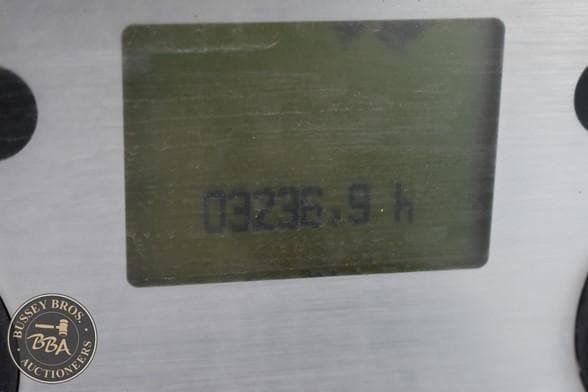 03236.9 h
BUSSEY BROS.
BBA
AUCTIONEERS